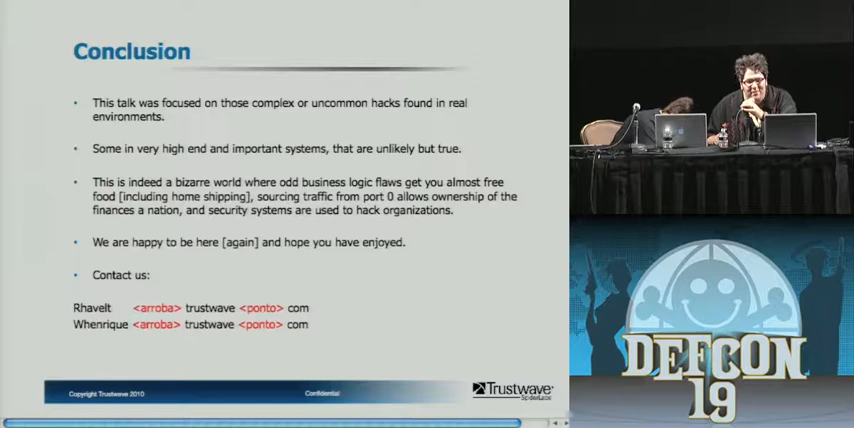 Conclusion
This talk was focused on those complex or uncommon hacks found in real
environments.
Some in very high end and important systems, that are unlikely but true.
This is indeed a bizarre world where odd business logic flaws get you almost free
food [including home shipping], sourcing traffic from port 0 allows ownership of the
finances a nation, and security systems are used to hack organizations.
We are happy to be here [again] and hope you have enjoyed.
Contact us:
Rhavelt <arroba> trustwave <ponto> com
Whenrique <arroba> trustwave <ponto> com
Copyright Trustwave 2010
Confidential
Trustwave
SpiderLabs
DEFCON
19